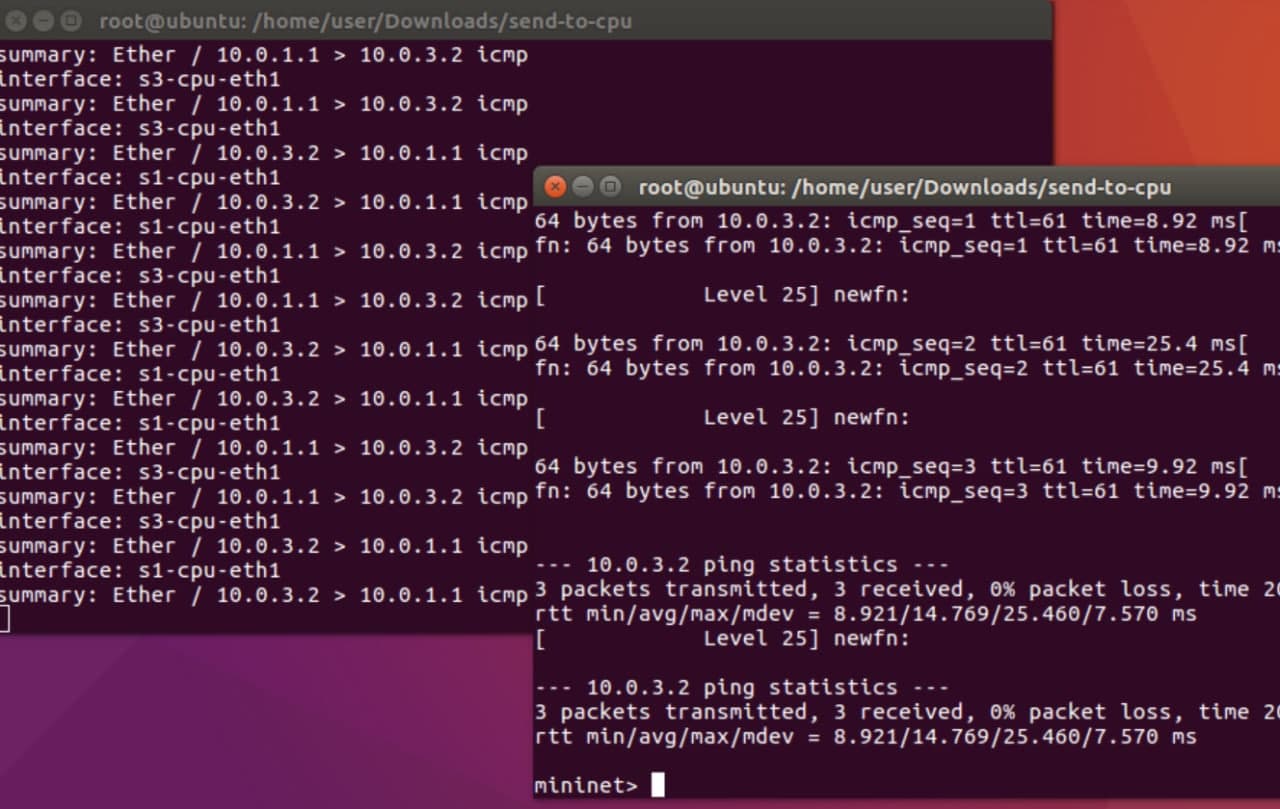 root@ubuntu: /home/user/Downloads/send-to-cpu
summary: Ether / 10.0.1.1 > 10.0.3.2 icmp
interface: s3-cpu-eth1
summary: Ether / 10.0.1.1 > 10.0.3.2 icmp
interface: s3-cpu-eth1
summary: Ether / 10.0.3.2 > 10.0.1.1 icmp
interface: s1-cpu-eth1
summary: Ether / 10.0.3.2 > 10.0.1.1 icmp
interface: s1-cpu-eth1
summary: Ether / 10.0.1.1 > 10.0.3.2 icmp
interface: s3-cpu-eth1
summary: Ether / 10.0.1.1 > 10.0.3.2 icmp
interface: s3-cpu-eth1
summary: Ether / 10.0.3.2 > 10.0.1.1 icmp
interface: s1-cpu-eth1
summary: Ether / 10.0.3.2 > 10.0.1.1 icmp
interface: s1-cpu-eth1
summary: Ether / 10.0.1.1 > 10.0.3.2 icmp
interface: s3-cpu-eth1
summary: Ether / 10.0.1.1 > 10.0.3.2 icmp
interface: s3-cpu-eth1
summary: Ether / 10.0.3.2 > 10.0.1.1 icmp
interface: s1-cpu-eth1
summary: Ether / 10.0.3.2 > 10.0.1.1 icmp
root@ubuntu: /home/user/Downloads/send-to-cpu
64 bytes from 10.0.3.2: icmp_seq=1 ttl=61 time=8.92 ms[
fn: 64 bytes from 10.0.3.2: icmp_seq=1 ttl=61 time=8.92 ms
[ Level 25] newfn:
64 bytes from 10.0.3.2: icmp_seq=2 ttl=61 time=25.4 ms[
fn: 64 bytes from 10.0.3.2: icmp_seq=2 ttl=61 time=25.4 ms
[ Level 25] newfn:
64 bytes from 10.0.3.2: icmp_seq=3 ttl=61 time=9.92 ms[
fn: 64 bytes from 10.0.3.2: icmp_seq=3 ttl=61 time=9.92 ms
--- 10.0.3.2 ping statistics ---
3 packets transmitted, 3 received, 0% packet loss, time 20
rtt min/avg/max/mdev = 8.921/14.769/25.460/7.570 ms
[ Level 25] newfn:
--- 10.0.3.2 ping statistics ---
3 packets transmitted, 3 received, 0% packet loss, time 20
rtt min/avg/max/mdev = 8.921/14.769/25.460/7.570 ms
mininet>